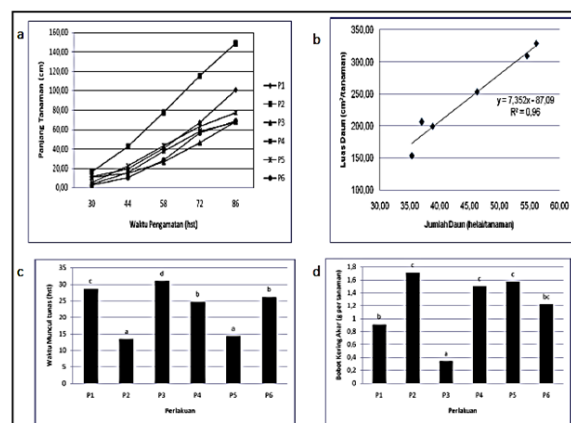 a
Panjang Tanaman (cm)
160,00
140,00
120,00
100,00
80,00
60,00
40,00
20,00
0,00
30 44 58 72 86
Waktu Pengamatan (hst)
P1
P2
P3
P4
P5
P6
b
Luas Daun (cm²/tanaman)
400,00
350,00
300,00
250,00
200,00
150,00
100,00
30,00 35,00 40,00 45,00 50,00 55,00 60,00
Jumlah Daun (helai/tanaman)
y = 7,352x - 87,09
R² = 0,96
c
Waktu Muncul tunas (hst)
35
30
25
20
15
10
5
0
c a d b a b
P1 P2 P3 P4 P5 P6
Perlakuan
d
Bobot Kering Akar (g per tanaman)
1,8
1,6
1,4
1,2
1
0,8
0,6
0,4
0,2
0
b c a c c bc
P1 P2 P3 P4 P5 P6
Perlakuan